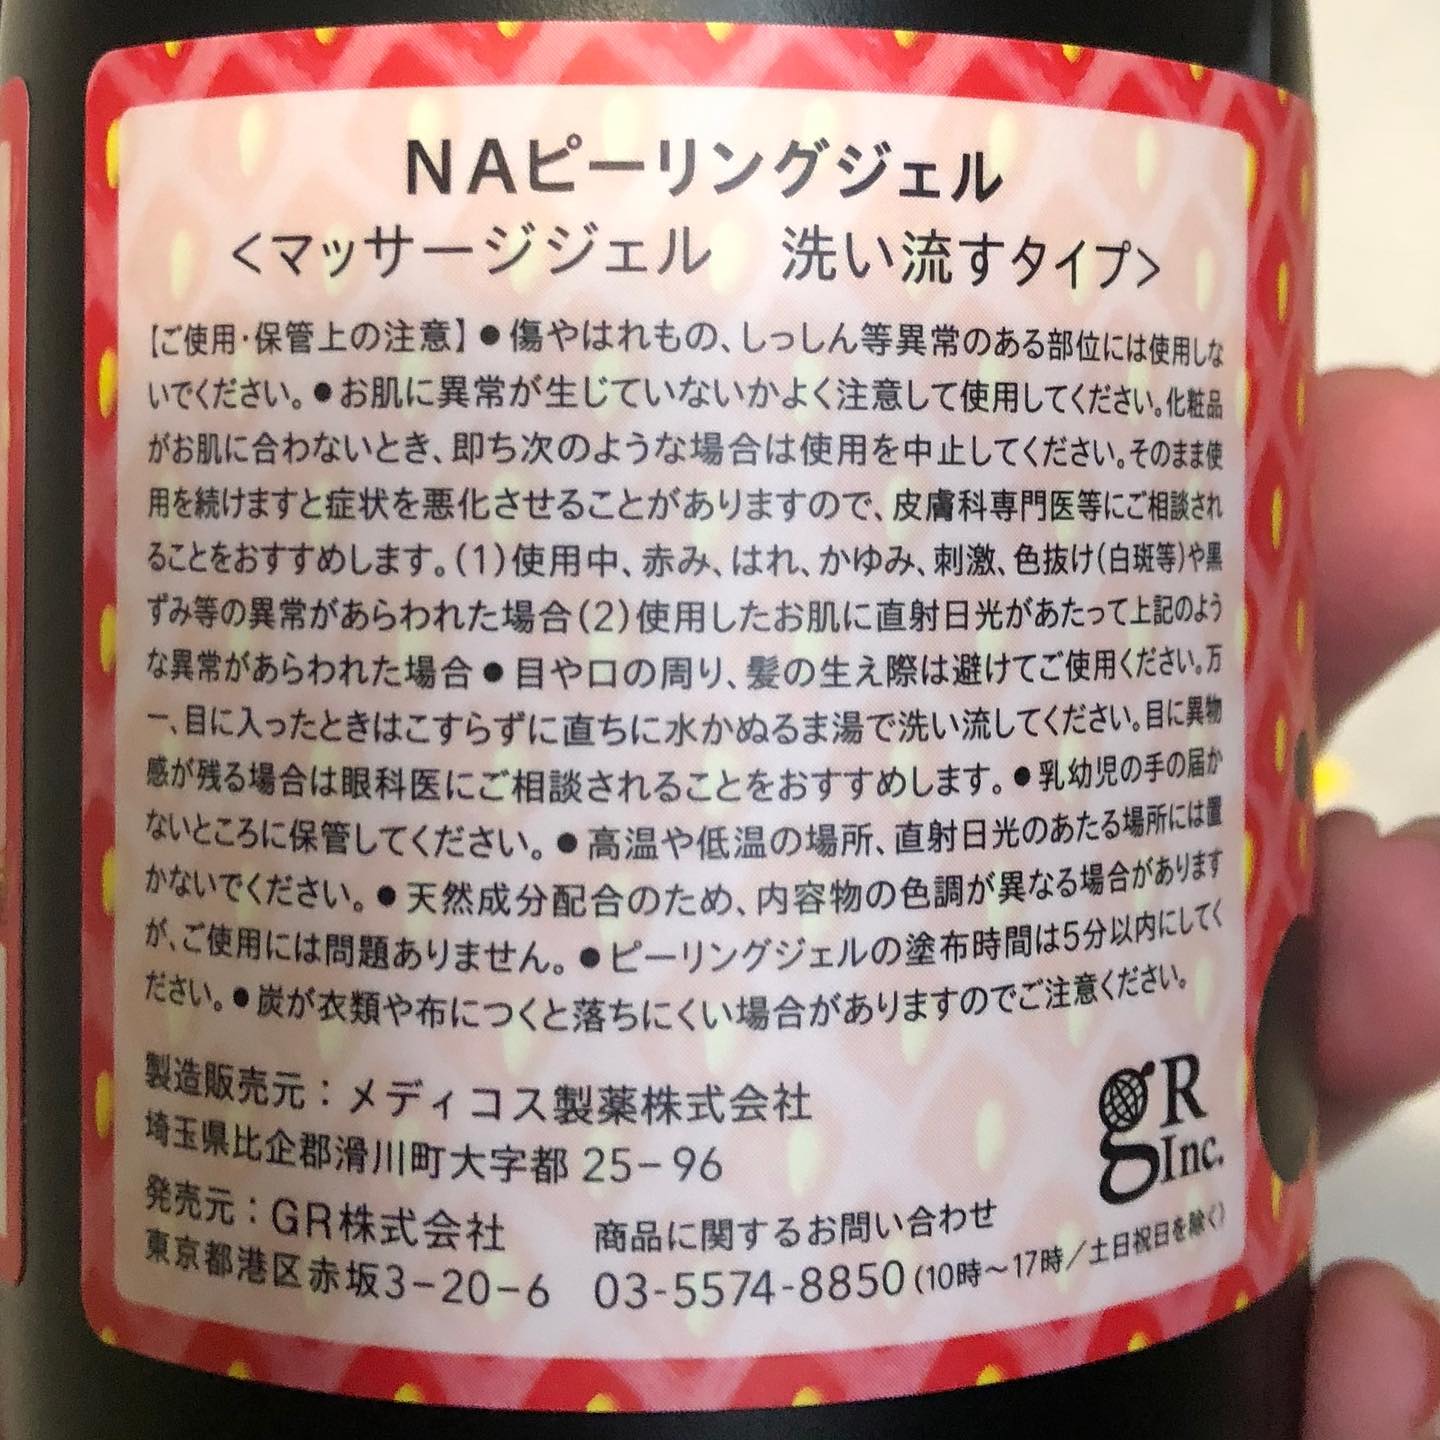 NAピーリングジェル
<マッサージジェル　洗い流すタイプ>
【ご使用・保管上の注意】●傷やはれもの、しっしん等異常のある部位には使用しな
いでください。●お肌に異常が生じていないかよく注意して使用してください。化粧品
がお肌に合わないとき、即ち次のような場合は使用を中止してください。そのまま使
用を続けますと症状を悪化させることがありますので、皮膚科専門医等にご相談され
ることをおすすめします。(1)使用中、赤み、はれ、かゆみ、刺激、色抜け(白斑等)や黒
ずみ等の異常があらわれた場合(2)使用したお肌に直射日光があたって上記のよう
な異常があらわれた場合●目や口の周り、髪の生え際は避けてご使用ください。万
一、目に入ったときはこすらずに直ちに水かぬるま湯で洗い流してください。目に異物
感が残る場合は眼科医にご相談されることをおすすめします。●乳幼児の手の届か
ないところに保管してください。●高温や低温の場所、直射日光のあたる場所には置
かないでください。●天然成分配合のため、内容物の色調が異なる場合があります
が、ご使用には問題ありません。●ピーリングジェルの塗布時間は5分以内にしてく
ださい。●炭が衣類や布につくと落ちにくい場合がありますのでご注意ください。
製造販売元：メディコス製薬株式会社
埼玉県比企郡滑川町大字都 25−96
発売元：GR株式会社
東京都港区赤坂3−20−6
商品に関するお問い合わせ
03-5574-8850(10時〜17時/土日祝日を除く)
gR
Inc.